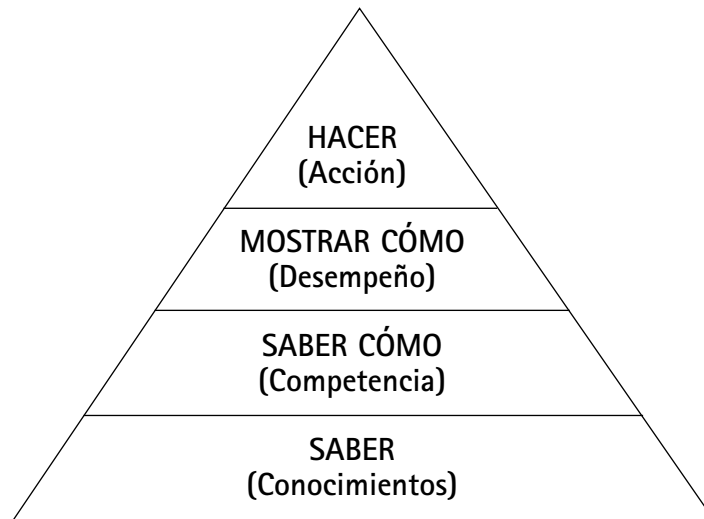 HACER
(Acción)
MOSTRAR CÓMO
(Desempeño)
SABER CÓMO
(Competencia)
SABER
(Conocimientos)